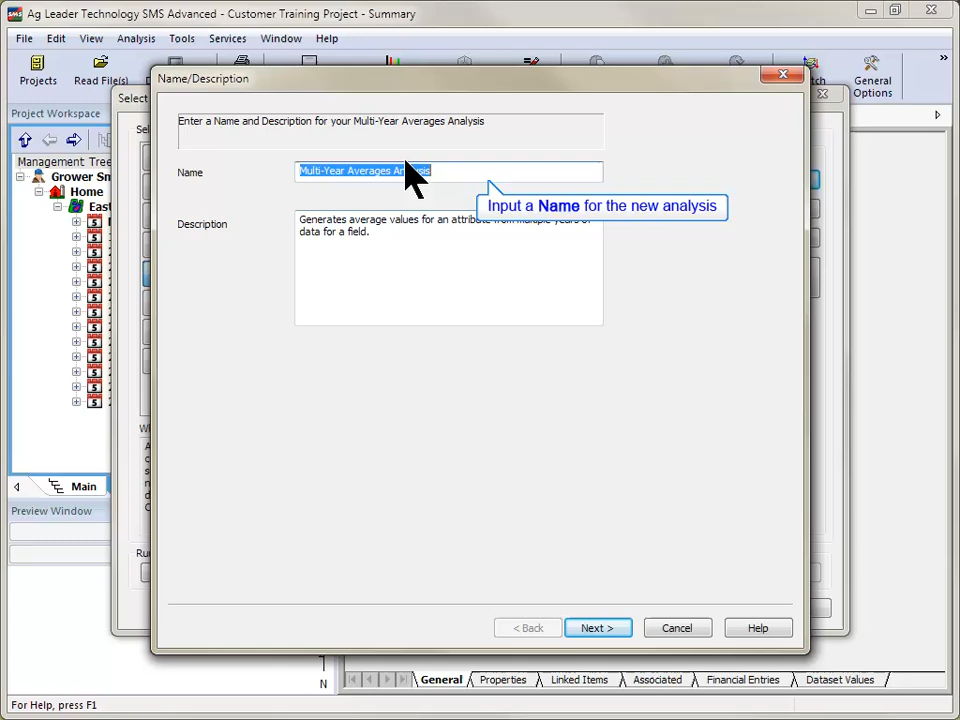 Ag Leader Technology SMS Advanced - Customer Training Project - Summary
File Edit View Analysis Tools Services Window Help
Projects Read File(s) General Options
Project Workspace
Name/Description
Select
Enter a Name and Description for your Multi-Year Averages Analysis
Management Tree
Grower
Home
East
Name
Multi-Year Averages Analysis
Input a Name for the new analysis
Description
Generates average values for an attribute from multiple years of
data for a field.
Main
Preview Window
< Back Next > Cancel Help
N
General Properties Linked Items Associated Financial Entries Dataset Values
For Help, press F1